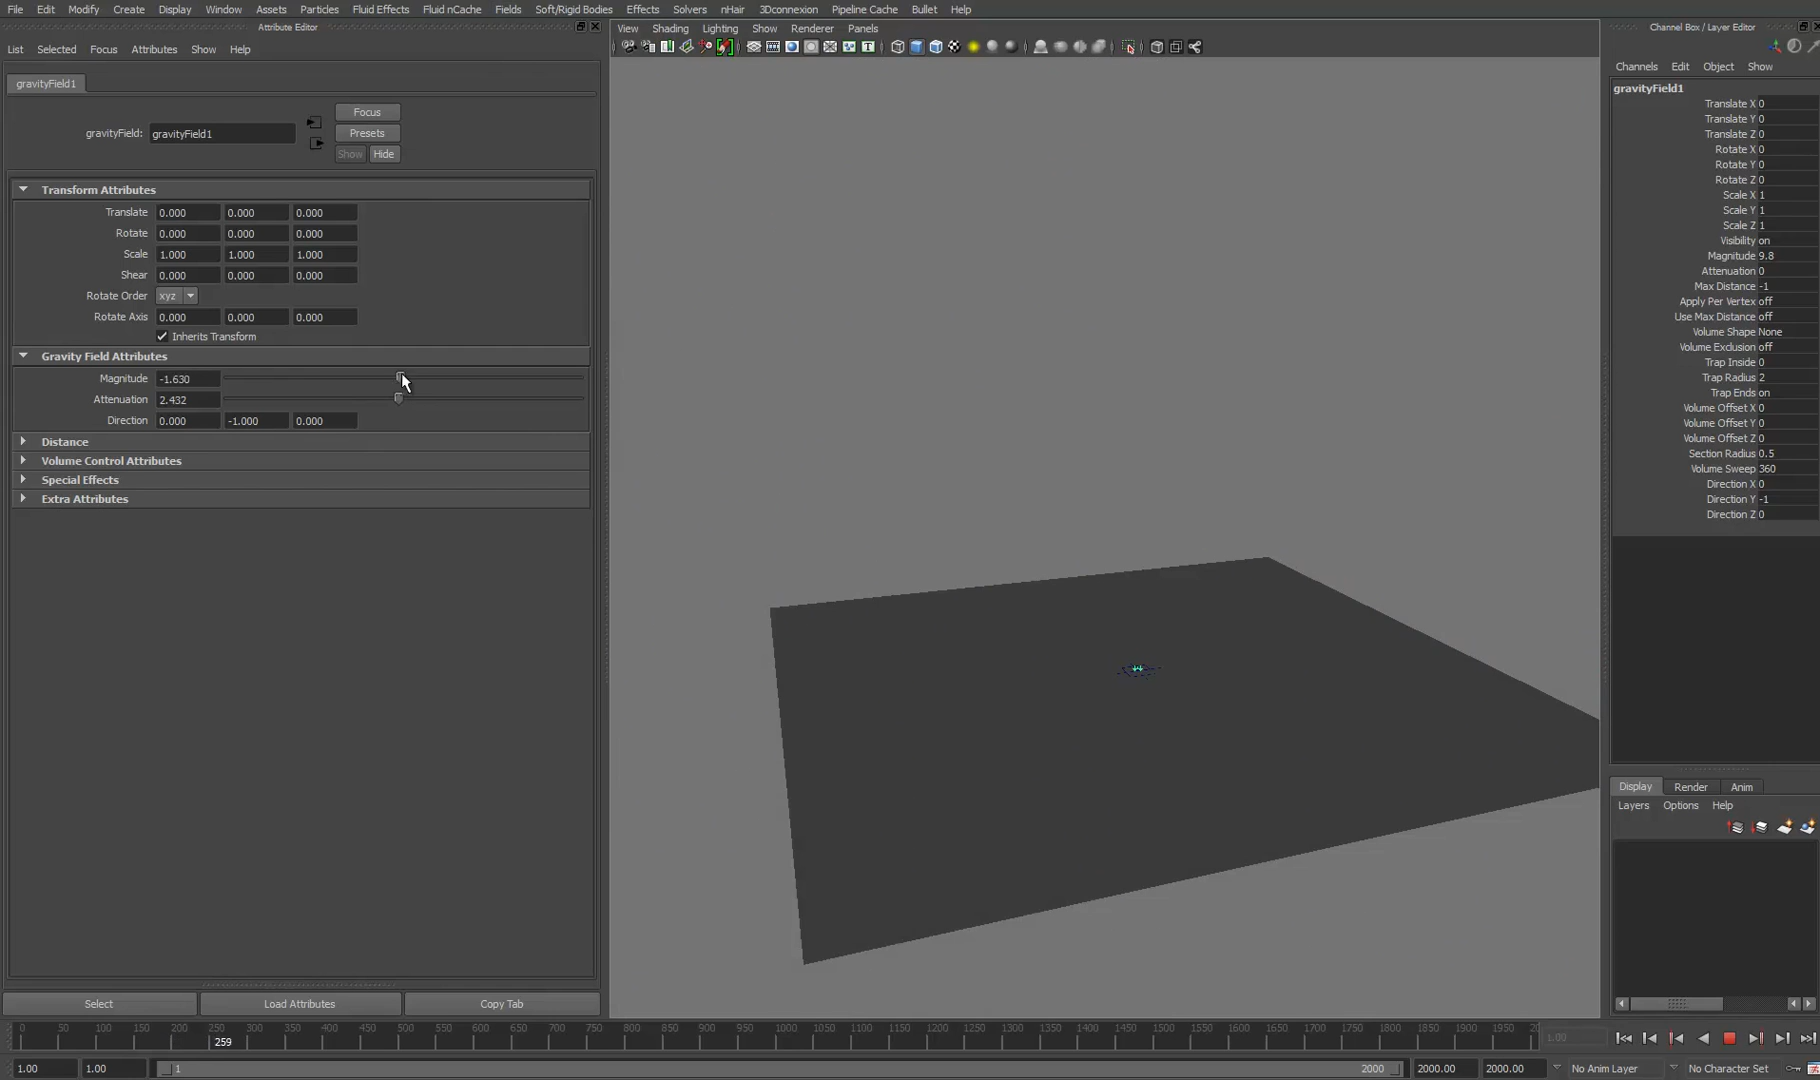 File Edit Modify Create Display Window Assets Particles Fluid Effects Fluid nCache Fields Soft/Rigid Bodies Effects Solvers nHair 3Dconnexion Pipeline Cache Bullet Help
Attribute Editor
List Selected Focus Attributes Show Help
gravityField1
gravityField: gravityField1
Focus
Presets
Show Hide
Transform Attributes
Translate 0.000 0.000 0.000
Rotate 0.000 0.000 0.000
Scale 1.000 1.000 1.000
Shear 0.000 0.000 0.000
Rotate Order xyz
Rotate Axis 0.000 0.000 0.000
Inherits Transform
Gravity Field Attributes
Magnitude -1.630
Attenuation 2.432
Direction 0.000 -1.000 0.000
Distance
Volume Control Attributes
Special Effects
Extra Attributes
Select Load Attributes Copy Tab
View Shading Lighting Show Renderer Panels
Channel Box / Layer Editor
Channels Edit Object Show
gravityField1
Translate X 0
Translate Y 0
Translate Z 0
Rotate X 0
Rotate Y 0
Rotate Z 0
Scale X 1
Scale Y 1
Scale Z 1
Visibility on
Magnitude 9.8
Attenuation 0
Max Distance -1
Apply Per Vertex off
Use Max Distance off
Volume Shape None
Volume Exclusion off
Trap Inside 0
Trap Radius 2
Trap Ends on
Volume Offset X 0
Volume Offset Y 0
Volume Offset Z 0
Section Radius 0.5
Volume Sweep 360
Direction X 0
Direction Y -1
Direction Z 0
Display Render Anim
Layers Options Help
0 50 100 150 200 250 300 350 400 450 500 550 600 650 700 750 800 850 900 950 1000 1050 1100 1150 1200 1250 1300 1350 1400 1450 1500 1550 1600 1650 1700 1750 1800 1850 1900 1950
259
1.00
1.00 1.00 1 2000 2000.00 2000.00 No Anim Layer No Character Set